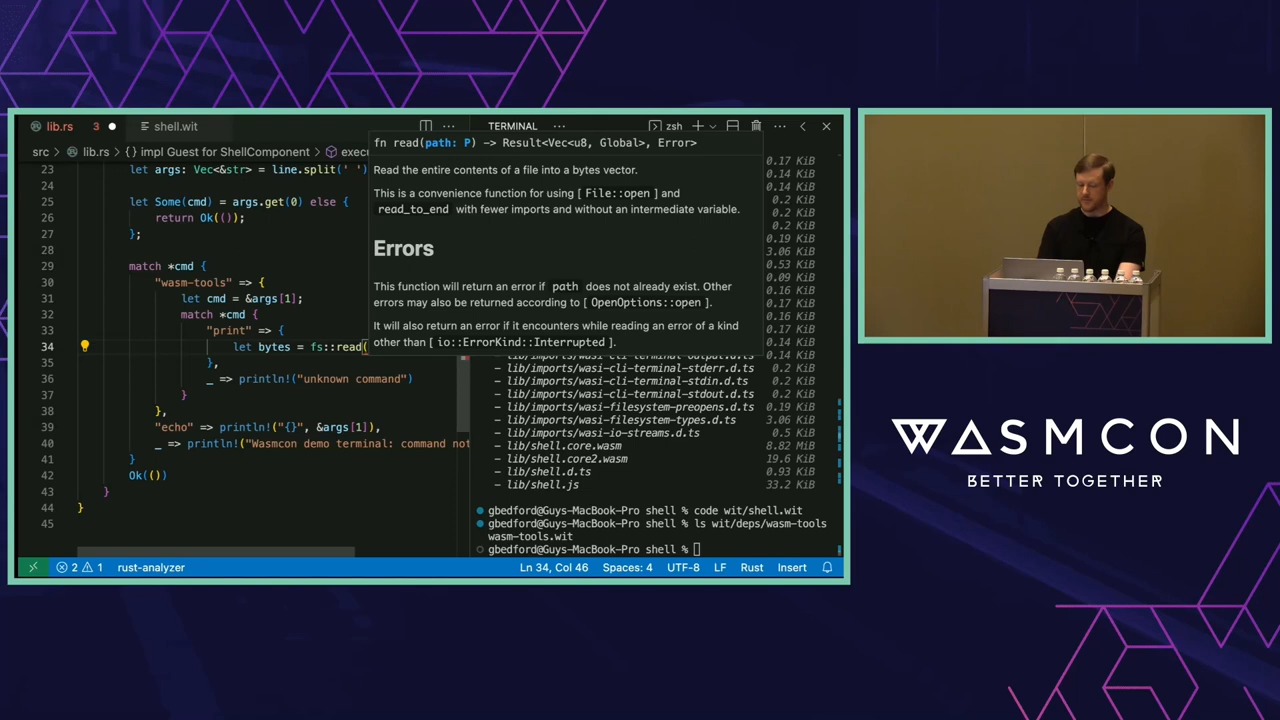 lib.rs 3 shell.wit ···
src > lib.rs > {} impl Guest for ShellComponent >
23 let args: Vec<&str> = line.split(' ')
24
25 let Some(cmd) = args.get(0) else {
26 return Ok(());
27 };
28
29 match *cmd {
30 "wasm-tools" => {
31 let cmd = &args[1];
32 match *cmd {
33 "print" => {
34 let bytes = fs::read(
35 },
36 _ => println!("unknown command")
37 }
38 },
39 "echo" => println!("{}", &args[1]),
40 _ => println!("Wasmcon demo terminal: command not
41 }
42 Ok(())
43 }
44 }
45
fn read(path: P) -> Result<Vec<u8, Global>, Error>
Read the entire contents of a file into a bytes vector.
This is a convenience function for using [ File::open ] and
read_to_end with fewer imports and without an intermediate variable.
Errors
This function will return an error if path does not already exist. Other
errors may also be returned according to [ OpenOptions::open ].
It will also return an error if it encounters while reading an error of a kind
other than [ io::ErrorKind::Interrupted ].
TERMINAL ··· zsh ···
0.17 KiB
0.14 KiB
0.14 KiB
0.2 KiB
0.2 KiB
0.2 KiB
0.19 KiB
3.06 KiB
0.53 KiB
0.09 KiB
0.16 KiB
0.17 KiB
0.16 KiB
0.17 KiB
0.14 KiB
- lib/imports/wasi-cli-terminal-output.d.ts 0.14 KiB
- lib/imports/wasi-cli-terminal-stderr.d.ts 0.2 KiB
- lib/imports/wasi-cli-terminal-stdin.d.ts 0.2 KiB
- lib/imports/wasi-cli-terminal-stdout.d.ts 0.2 KiB
- lib/imports/wasi-filesystem-preopens.d.ts 0.19 KiB
- lib/imports/wasi-filesystem-types.d.ts 3.06 KiB
- lib/imports/wasi-io-streams.d.ts 0.5 KiB
- lib/shell.core.wasm 8.82 MiB
- lib/shell.core2.wasm 19.6 KiB
- lib/shell.d.ts 0.93 KiB
- lib/shell.js 33.2 KiB
gbedford@Guys-MacBook-Pro shell % code wit/shell.wit
gbedford@Guys-MacBook-Pro shell % ls wit/deps/wasm-tools
wasm-tools.wit
gbedford@Guys-MacBook-Pro shell %
2 1 rust-analyzer Ln 34, Col 46 Spaces: 4 UTF-8 LF Rust Insert
WASMCON
BETTER TOGETHER